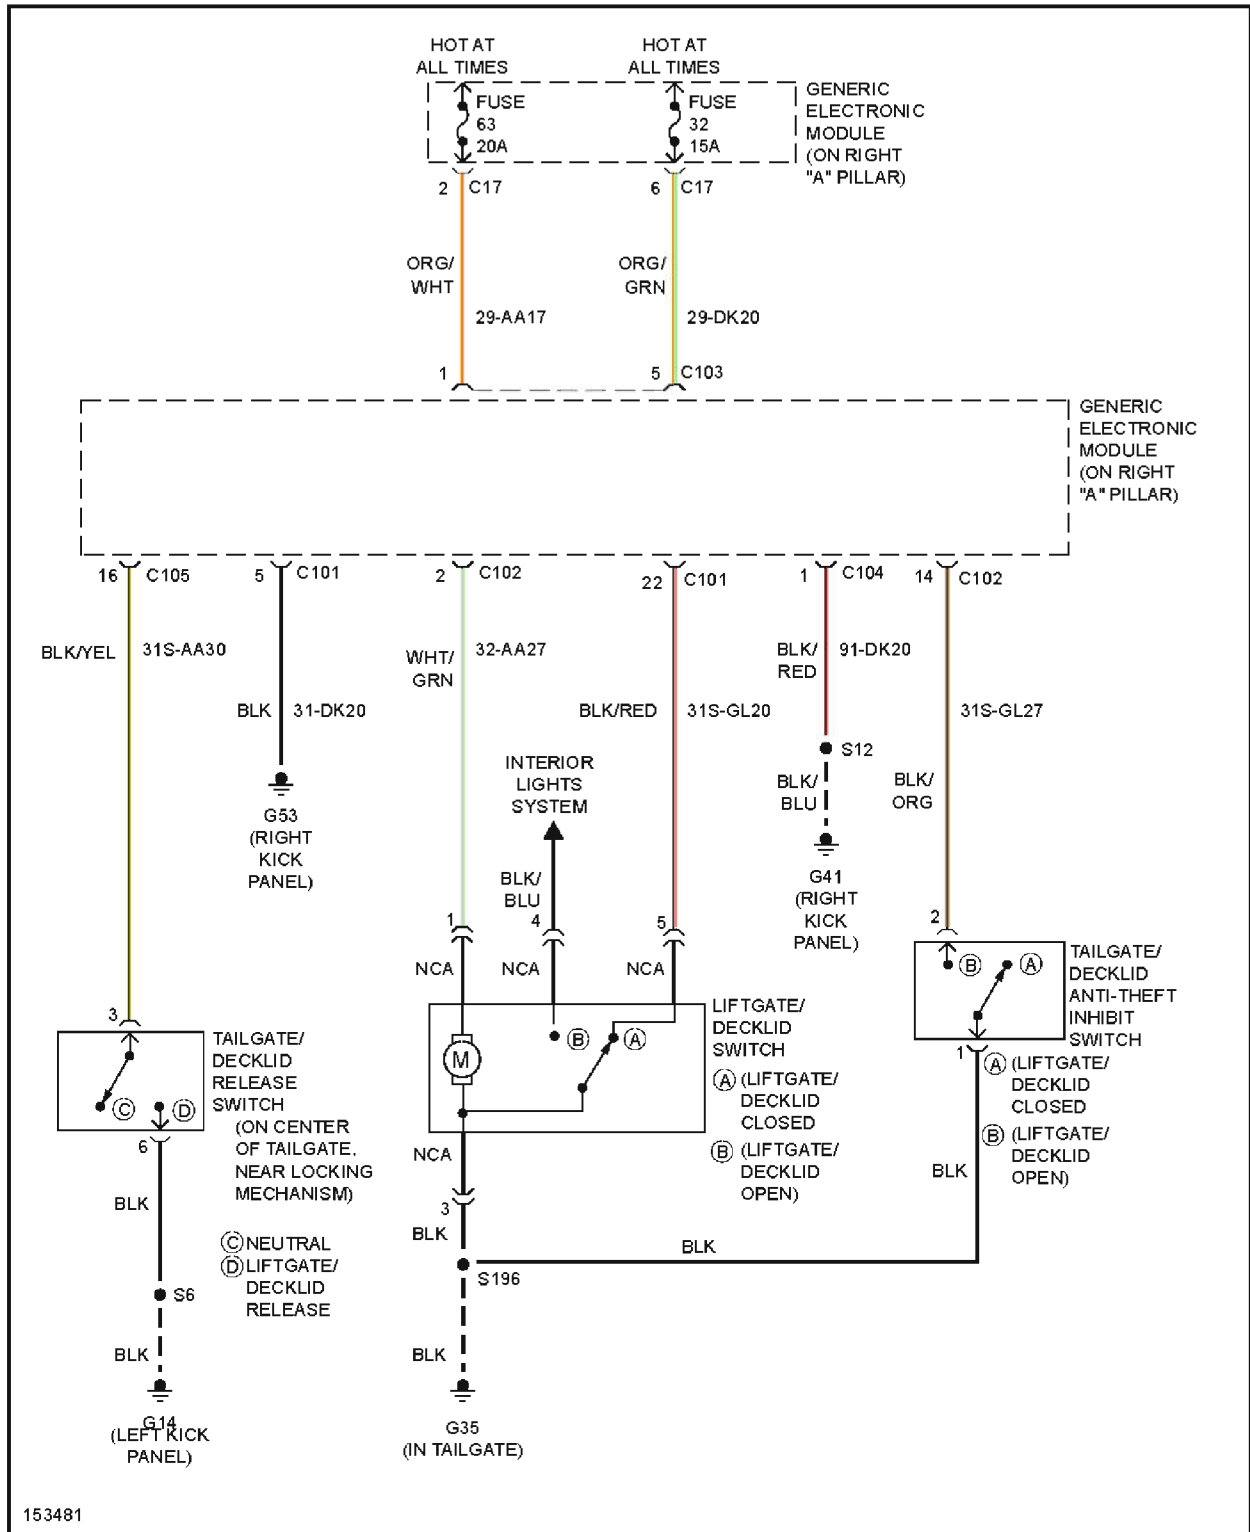 HOT AT
ALL TIMES
HOT AT
ALL TIMES
FUSE
63
20A
FUSE
32
15A
GENERIC
ELECTRONIC
MODULE
(ON RIGHT
"A" PILLAR)
2 C17
6 C17
ORG/
WHT
ORG/
GRN
29-AA17
29-DK20
1
5 C103
GENERIC
ELECTRONIC
MODULE
(ON RIGHT
"A" PILLAR)
16 C105
5 C101
2 C102
22 C101
1 C104
14 C102
BLK/YEL
31S-AA30
BLK
31-DK20
WHT/
GRN
32-AA27
BLK/RED
31S-GL20
BLK/
RED
91-DK20
31S-GL27
S12
BLK/
BLU
BLK/
ORG
INTERIOR
LIGHTS
SYSTEM
G53
(RIGHT
KICK
PANEL)
BLK/
BLU
G41
(RIGHT
KICK
PANEL)
1
4
5
2
NCA
NCA
NCA
B
A
TAILGATE/
DECKLID
ANTI-THEFT
INHIBIT
SWITCH
1
A (LIFTGATE/
DECKLID
CLOSED
B (LIFTGATE/
DECKLID
OPEN)
3
C
D
TAILGATE/
DECKLID
RELEASE
SWITCH
(ON CENTER
OF TAILGATE,
NEAR LOCKING
MECHANISM)
M
B
A
LIFTGATE/
DECKLID
SWITCH
A (LIFTGATE/
DECKLID
CLOSED
B (LIFTGATE/
DECKLID
OPEN)
6
BLK
NCA
3
BLK
BLK
BLK
C NEUTRAL
D LIFTGATE/
DECKLID
RELEASE
S6
S196
BLK
BLK
G14
(LEFT KICK
PANEL)
G35
(IN TAILGATE)
153481